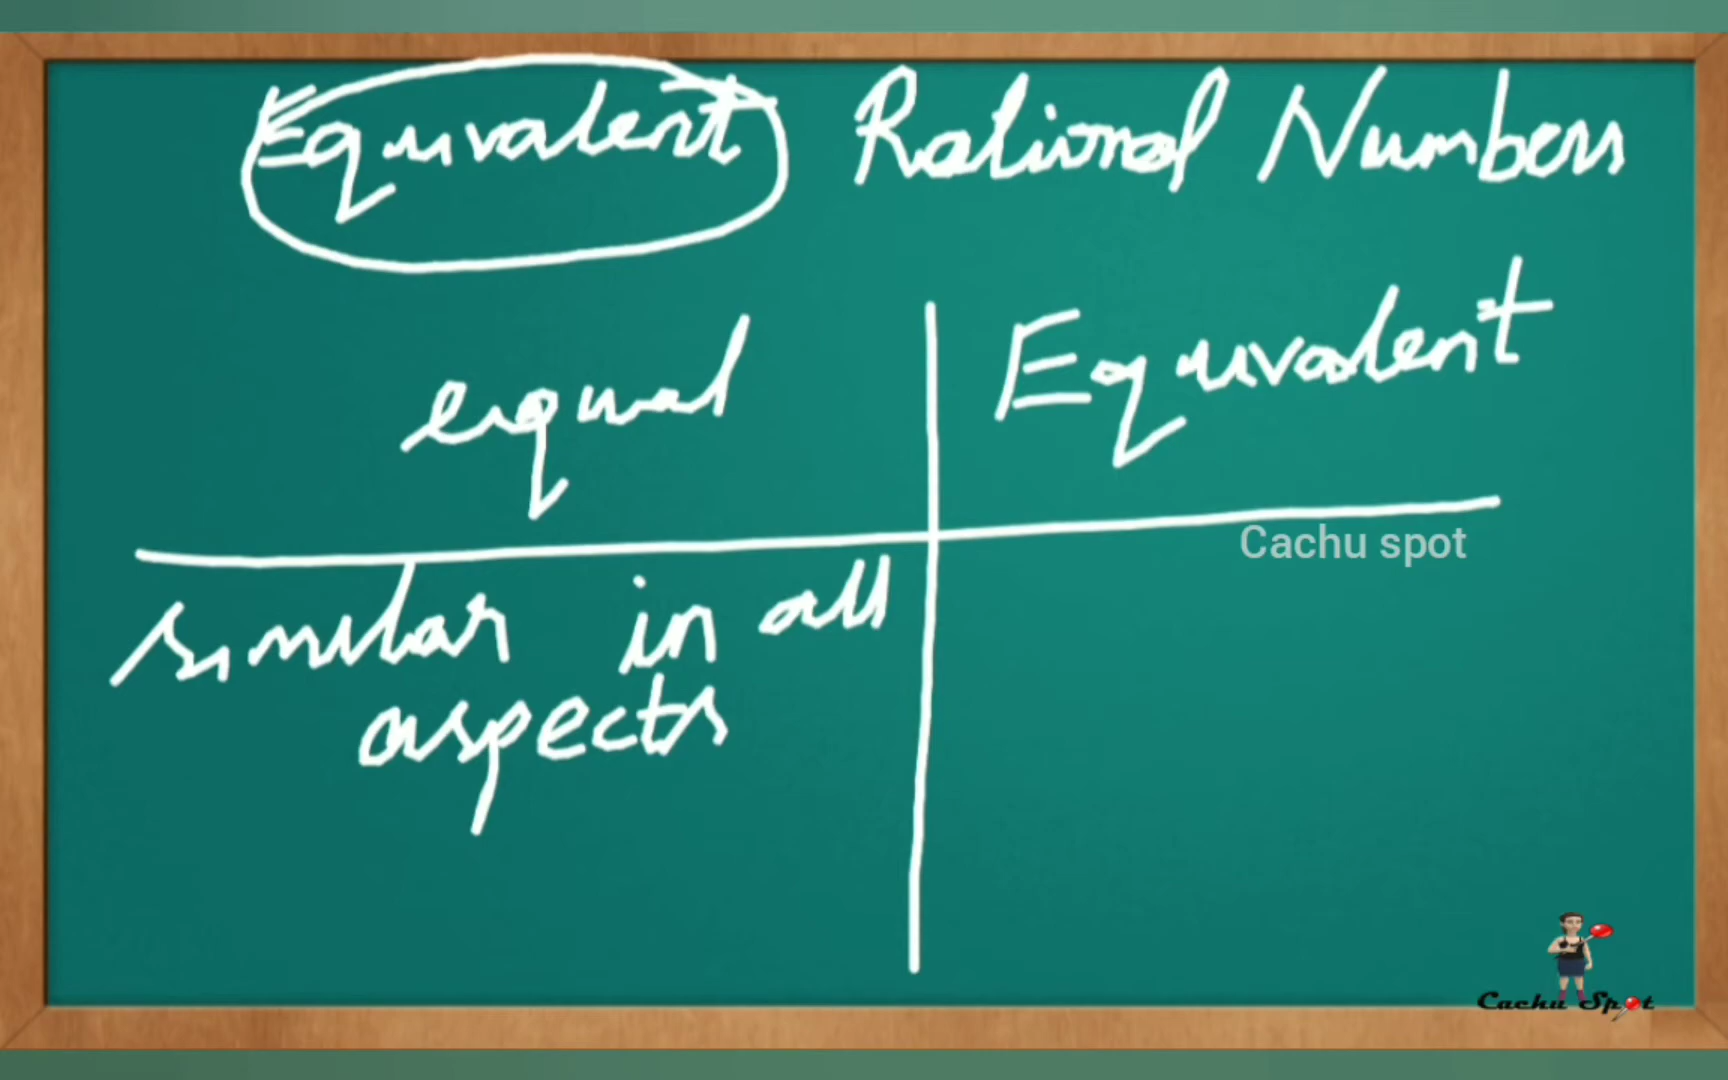 Equivalent Rational Numbers
equal Equivalent
Cachu spot
similar in all
aspects
Cachu Spot